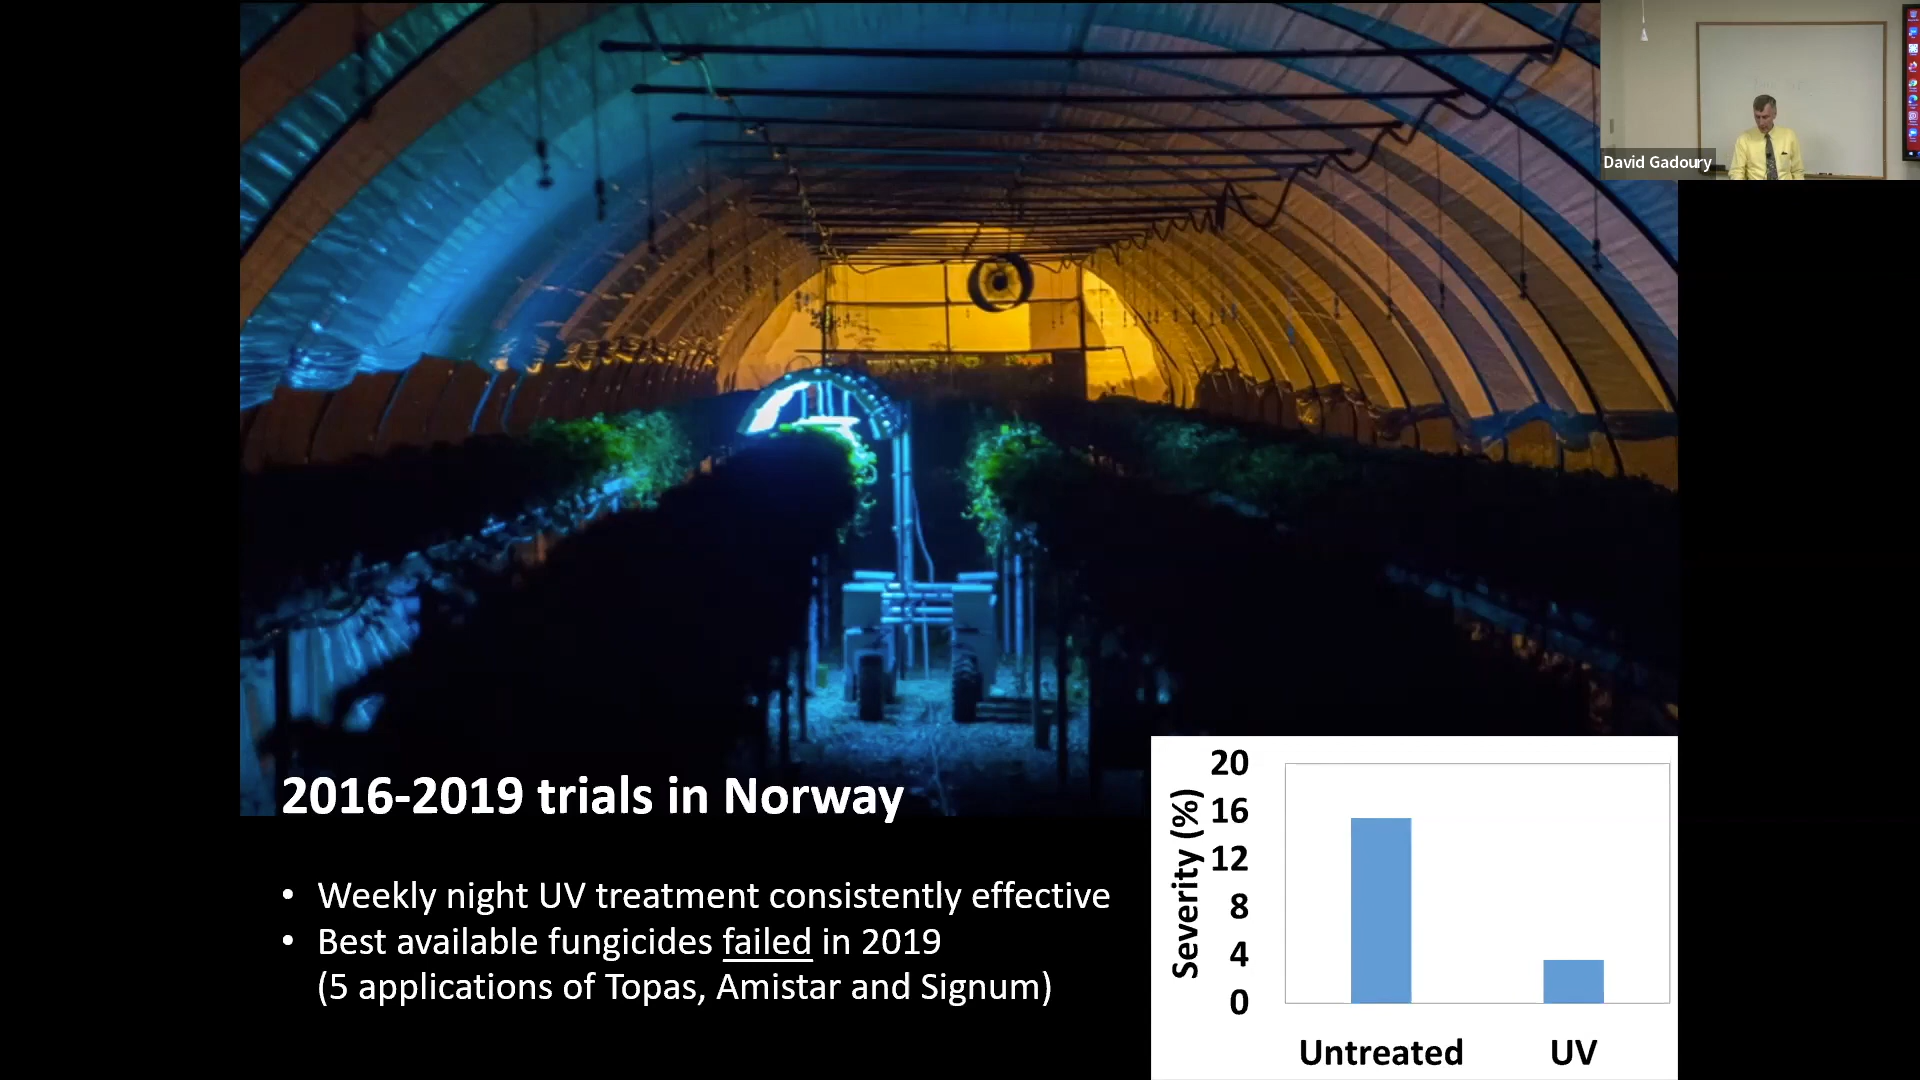 David Gadoury
2016-2019 trials in Norway
• Weekly night UV treatment consistently effective
• Best available fungicides failed in 2019
(5 applications of Topas, Amistar and Signum)
Severity (%)
20
16
12
8
4
0
Untreated
UV